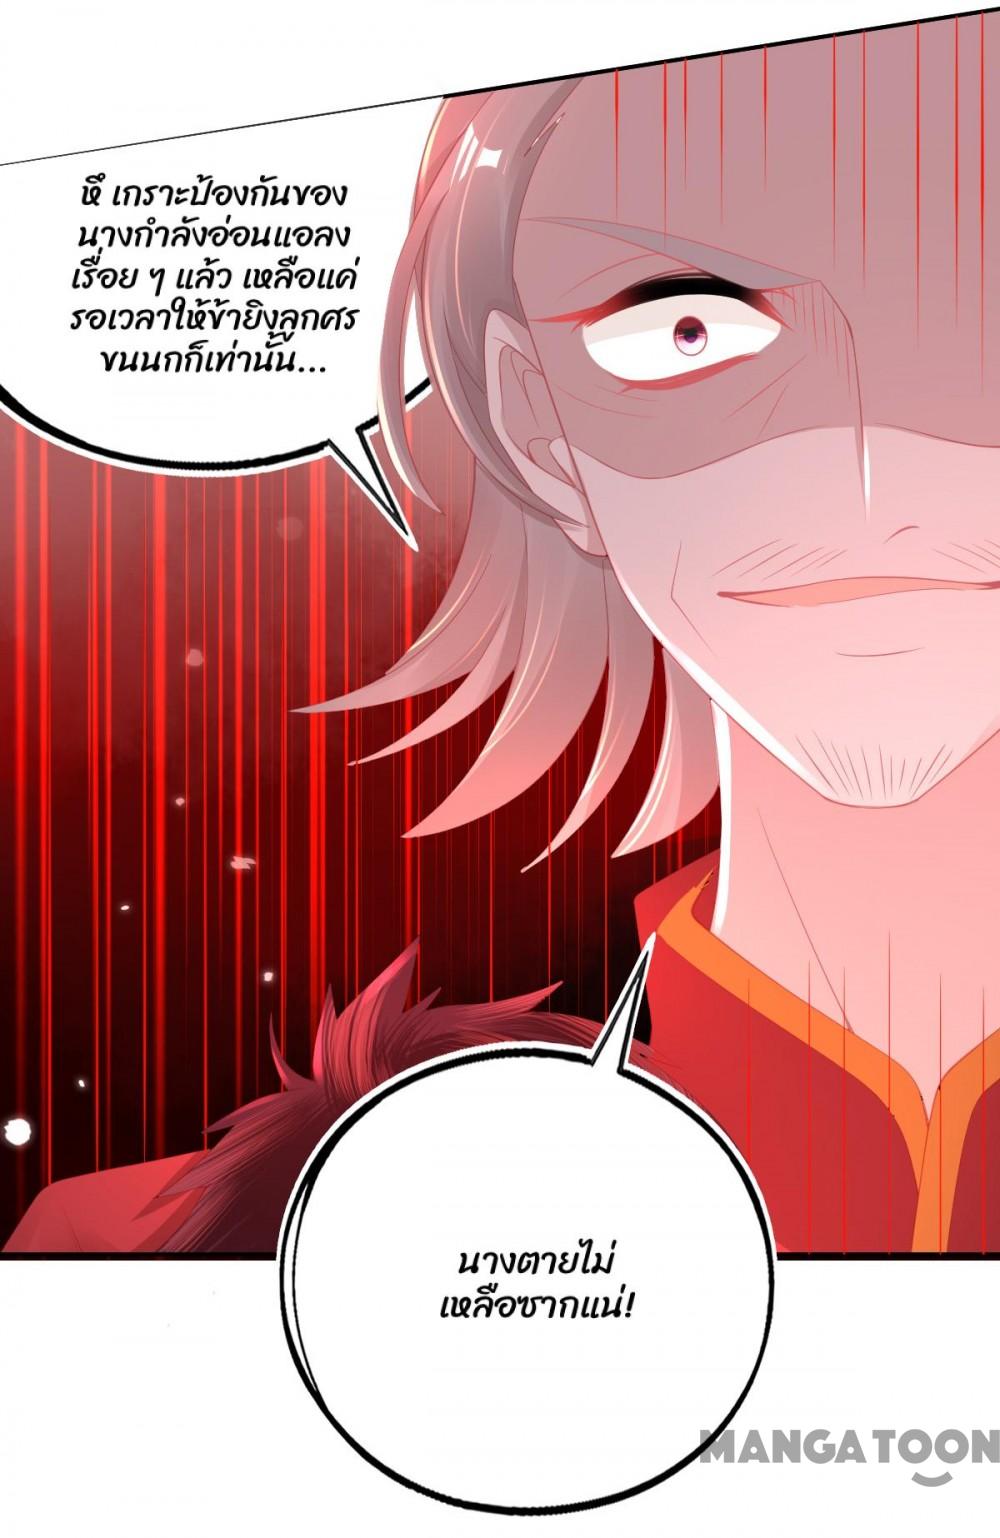 หึ เกราะป้องกันของ
นางกำลังอ่อนแอลง
เรื่อย ๆ แล้ว เหลือแค่
รอเวลาให้ข้ายิงลูกศร
ขนนกก็เท่านั้น...
นางตายไม่
เหลือซากแน่!
MANGATOON